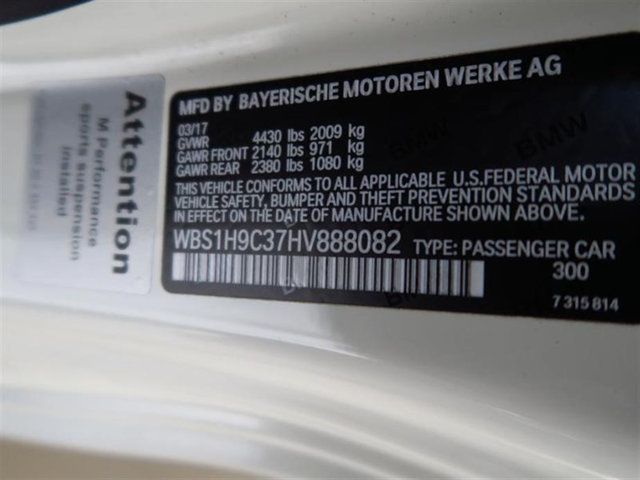 Attention
M Performance
sports suspension
installed
MFD BY BAYERISCHE MOTOREN WERKE AG
03/17
GVWR 4430 lbs 2009 kg
GAWR FRONT 2140 lbs 971 kg
GAWR REAR 2380 lbs 1080 kg
THIS VEHICLE CONFORMS TO ALL APPLICABLE U.S.FEDERAL MOTOR
VEHICLE SAFETY, BUMPER AND THEFT PREVENTION STANDARDS
IN EFFECT ON THE DATE OF MANUFACTURE SHOWN ABOVE.
WBS1H9C37HV888082 TYPE: PASSENGER CAR
300
7 315 814
BMW
BMW